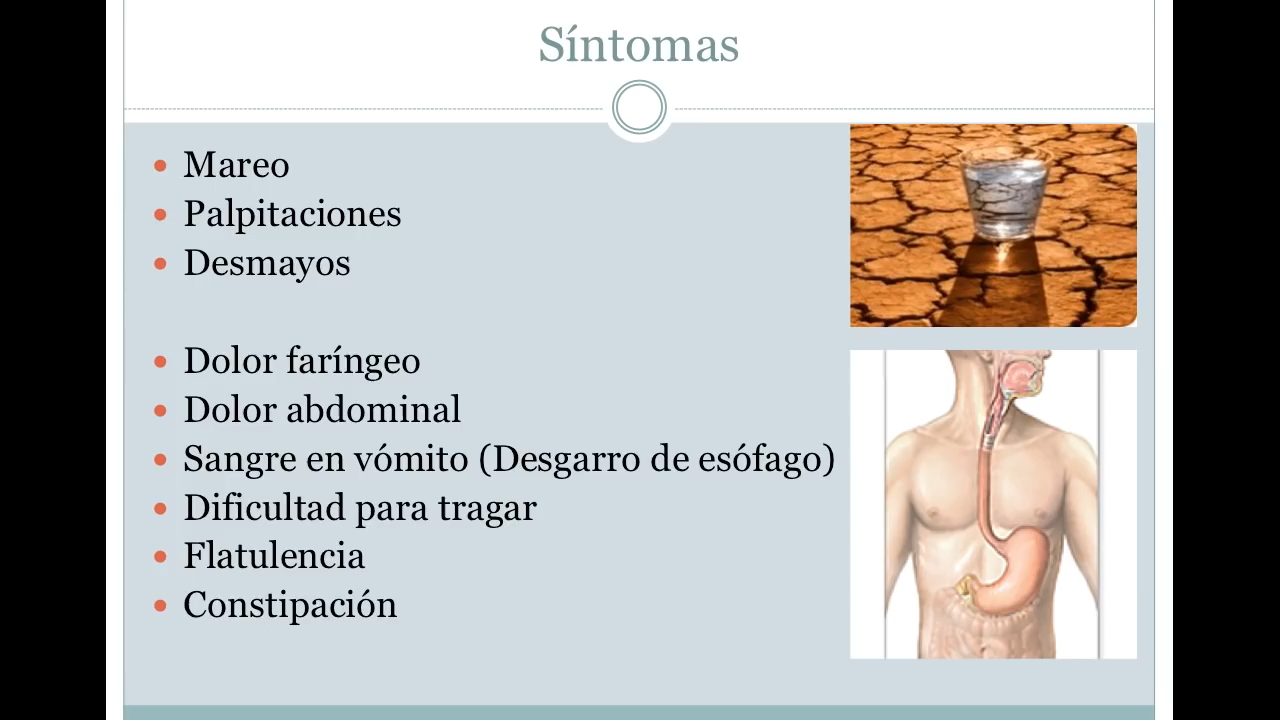 Síntomas
Mareo
Palpitaciones
Desmayos
Dolor faríngeo
Dolor abdominal
Sangre en vómito (Desgarro de esófago)
Dificultad para tragar
Flatulencia
Constipación